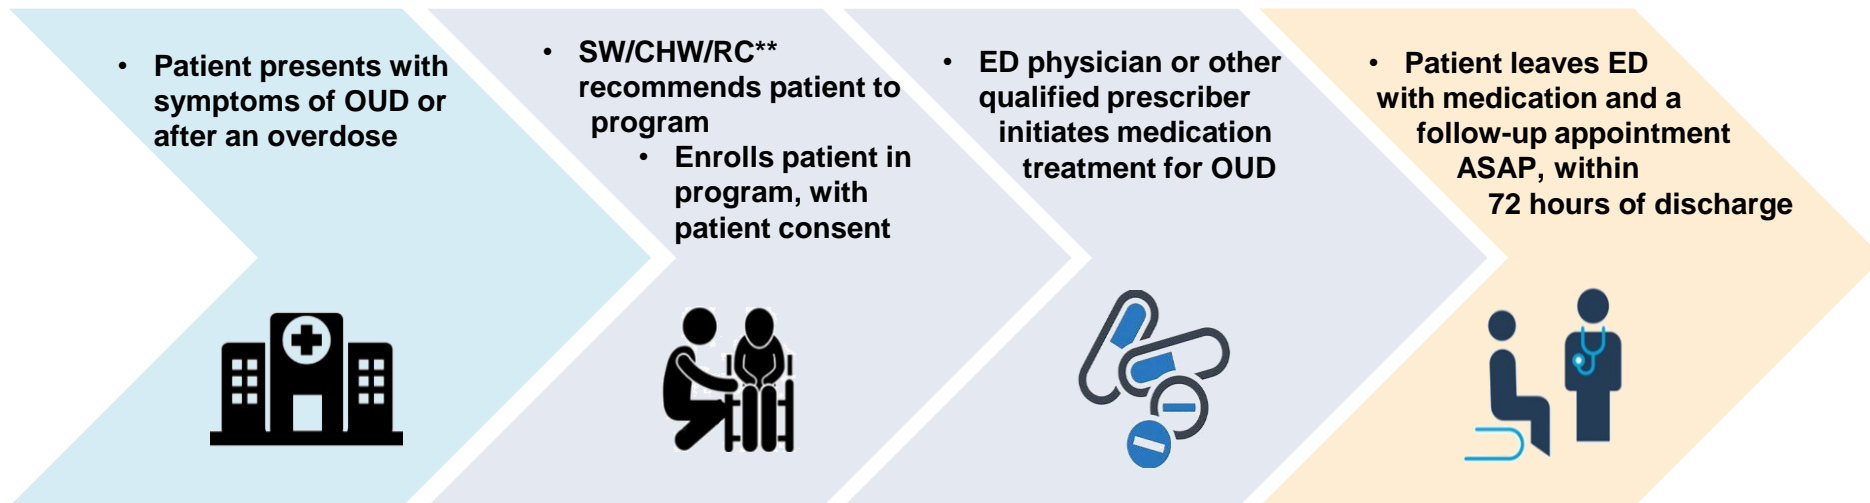 • Patient presents with
symptoms of OUD or
after an overdose
• SW/CHW/RC**
recommends patient to
program
• Enrolls patient in
program, with
patient consent
• ED physician or other
qualified prescriber
initiates medication
treatment for OUD
• Patient leaves ED
with medication and a
follow-up appointment
ASAP, within
72 hours of discharge